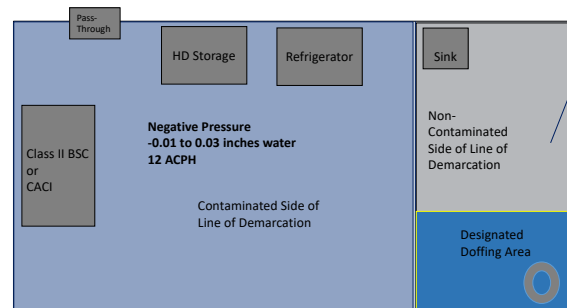 Pass-
Through
HD Storage
Refrigerator
Sink
Negative Pressure
-0.01 to 0.03 inches water
12 ACPH
Class II BSC
or
CACI
Non-
Contaminated
Side of Line of
Demarcation
Contaminated Side of
Line of Demarcation
Designated
Doffing Area